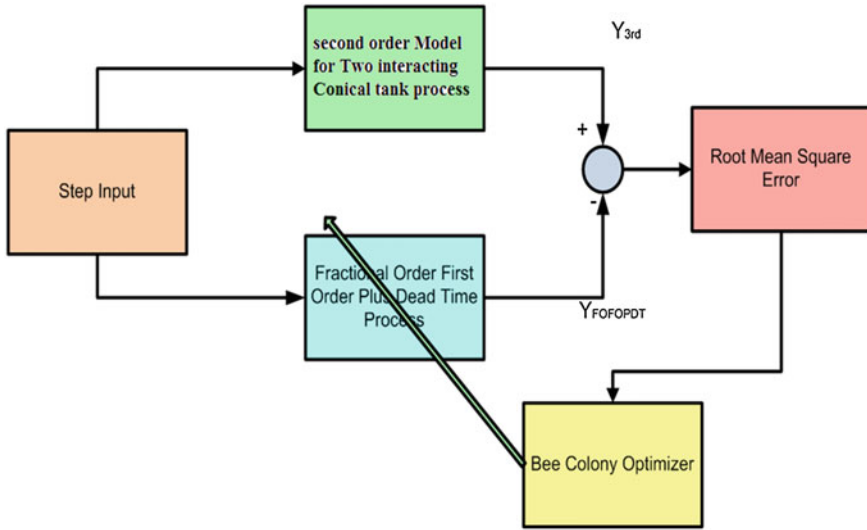 second order Model
for Two interacting
Conical tank process
Y3rd
Step Input
+
-
Root Mean Square
Error
Fractional Order First
Order Plus Dead Time
Process
YFOFOPDT
Bee Colony Optimizer